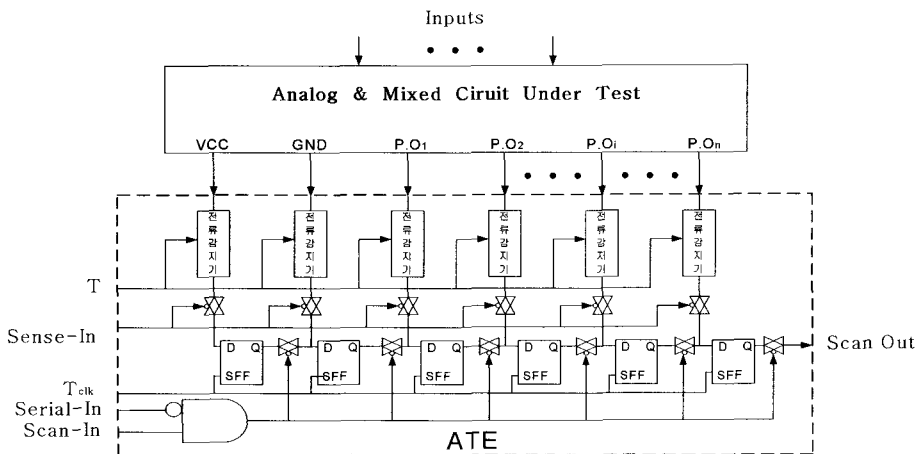 Inputs
Analog & Mixed Ciruit Under Test
VCC GND P.O1 P.O2 P.Oi P.On
전류감지기 전류감지기 전류감지기 전류감지기 전류감지기 전류감지기
T
Sense-In
D Q D Q D Q D Q D Q D Q
Scan Out
SFF SFF SFF SFF SFF SFF
Tclk
Serial-In
Scan-In
ATE